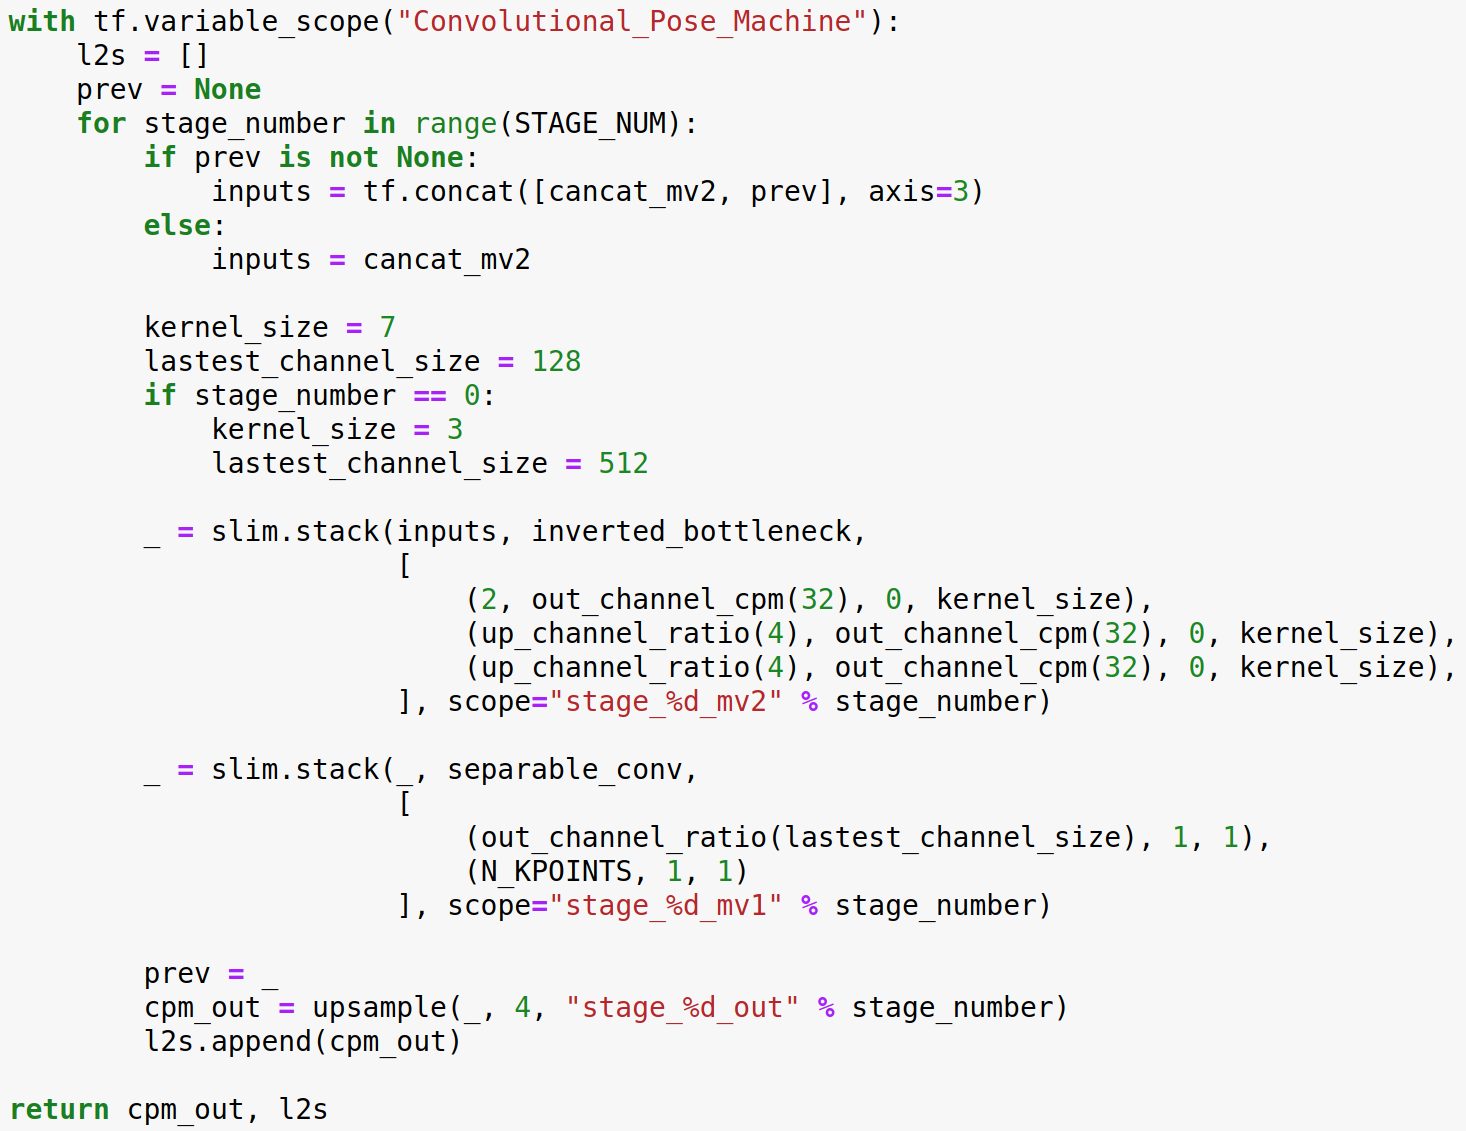 with tf.variable_scope("Convolutional_Pose_Machine"):
    l2s = []
    prev = None
    for stage_number in range(STAGE_NUM):
        if prev is not None:
            inputs = tf.concat([cancat_mv2, prev], axis=3)
        else:
            inputs = cancat_mv2

        kernel_size = 7
        lastest_channel_size = 128
        if stage_number == 0:
            kernel_size = 3
            lastest_channel_size = 512

        _ = slim.stack(inputs, inverted_bottleneck,
                       [
                           (2, out_channel_cpm(32), 0, kernel_size),
                           (up_channel_ratio(4), out_channel_cpm(32), 0, kernel_size),
                           (up_channel_ratio(4), out_channel_cpm(32), 0, kernel_size),
                       ], scope="stage_%d_mv2" % stage_number)

        _ = slim.stack(_, separable_conv,
                       [
                           (out_channel_ratio(lastest_channel_size), 1, 1),
                           (N_KPOINTS, 1, 1)
                       ], scope="stage_%d_mv1" % stage_number)

        prev = _
        cpm_out = upsample(_, 4, "stage_%d_out" % stage_number)
        l2s.append(cpm_out)

return cpm_out, l2s